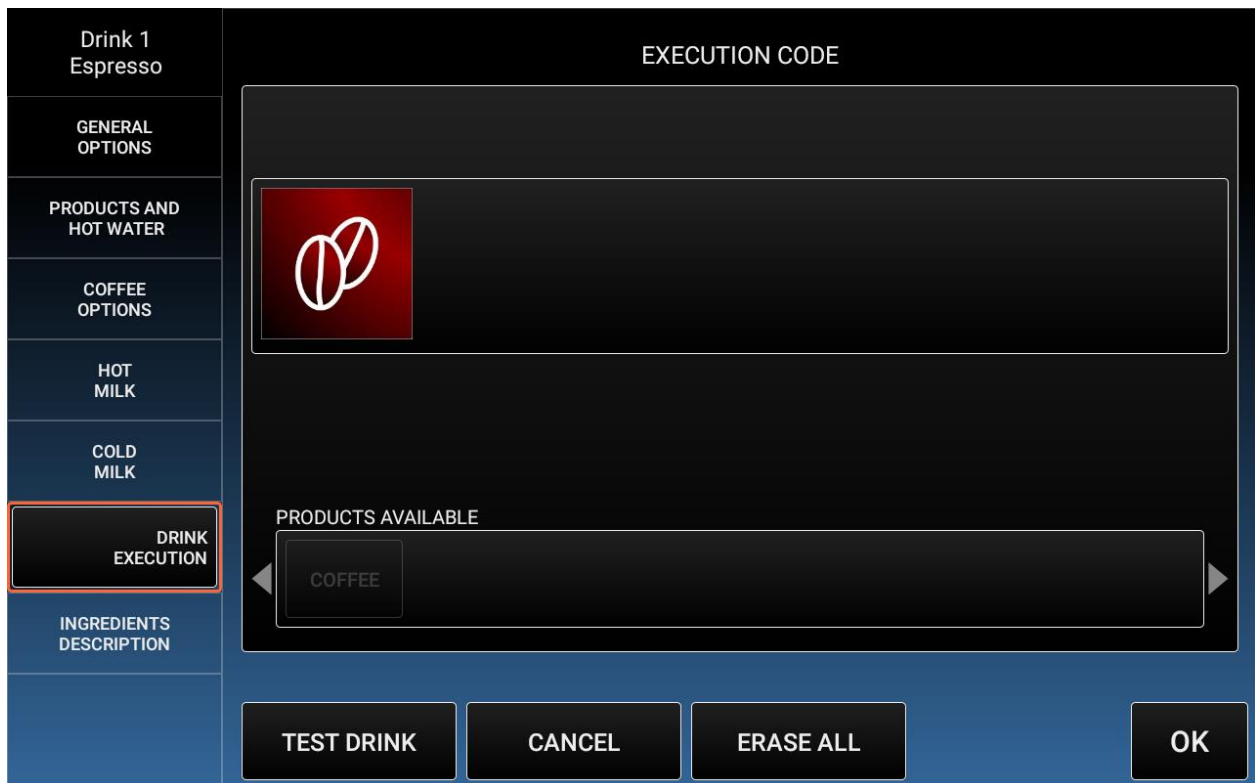 Drink 1
Espresso
GENERAL
OPTIONS
PRODUCTS AND
HOT WATER
COFFEE
OPTIONS
HOT
MILK
COLD
MILK
DRINK
EXECUTION
INGREDIENTS
DESCRIPTION
EXECUTION CODE
PRODUCTS AVAILABLE
COFFEE
TEST DRINK
CANCEL
ERASE ALL
OK